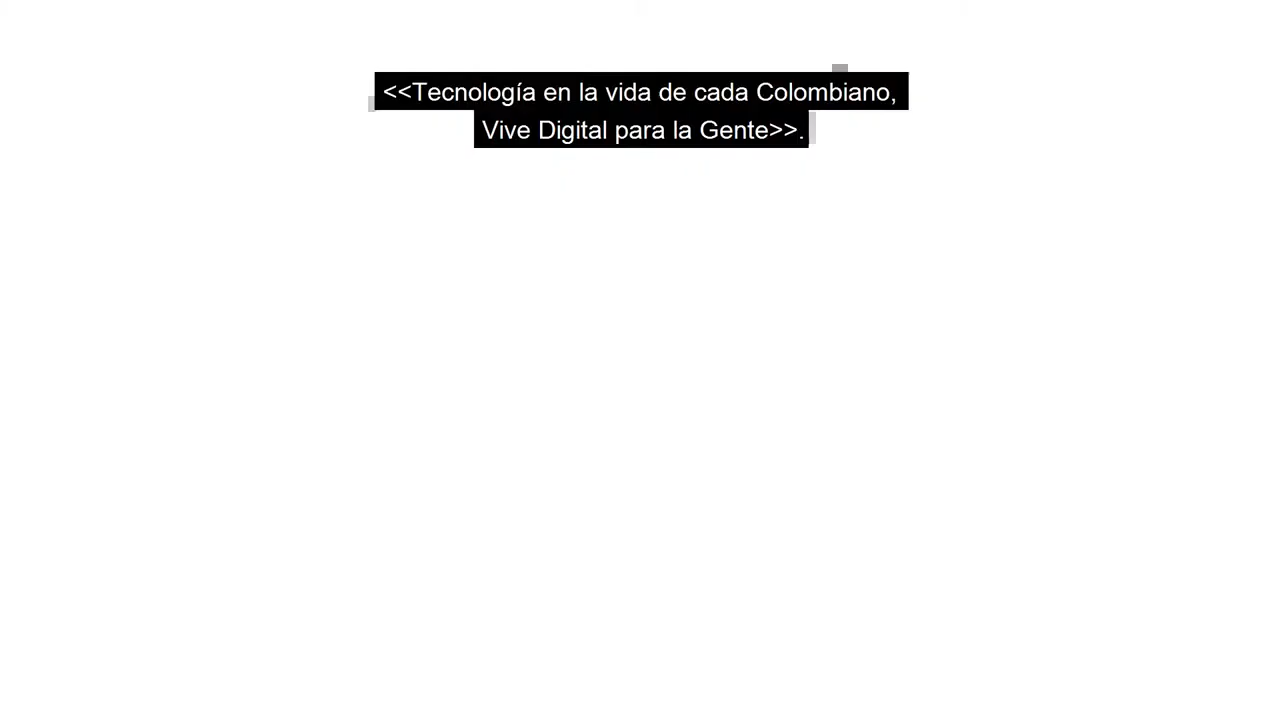 <<Tecnología en la vida de cada Colombiano,
Vive Digital para la Gente>>.